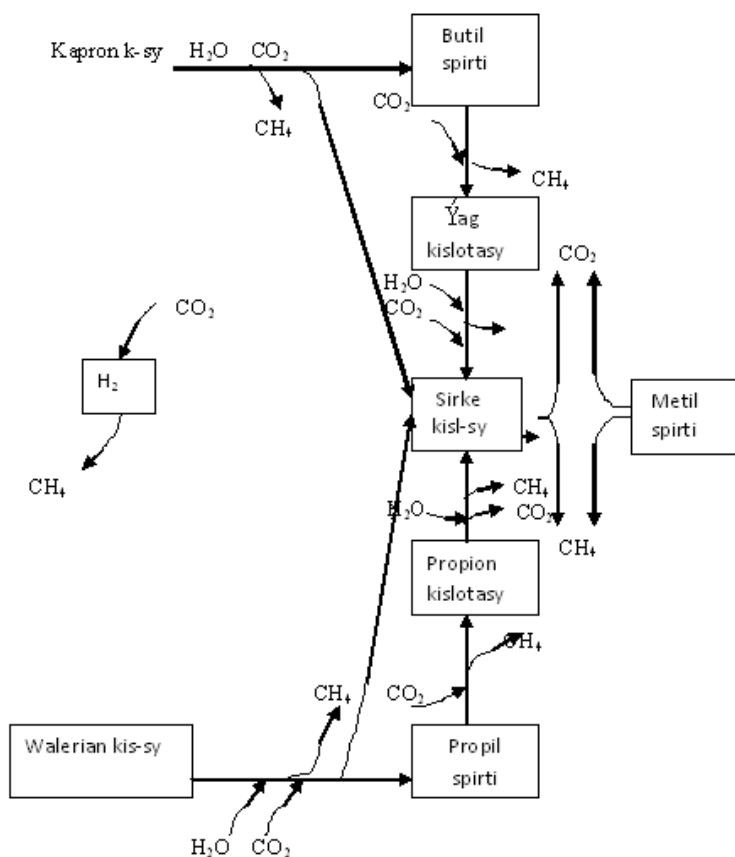 Kapron k-sy H₂O CO₂
CH₄
Butil
spirti
CO₂
CH₄
Yag
kislotasy
H₂O
CO₂
CO₂
CO₂
H₂
CH₄
Sirke
kisl-sy
Metil
spirti
CH₄
H₂O
CO₂
CH₄
Propion
kislotasy
CH₄
CO₂
CH₄
Walerian kis-sy
Propil
spirti
H₂O CO₂